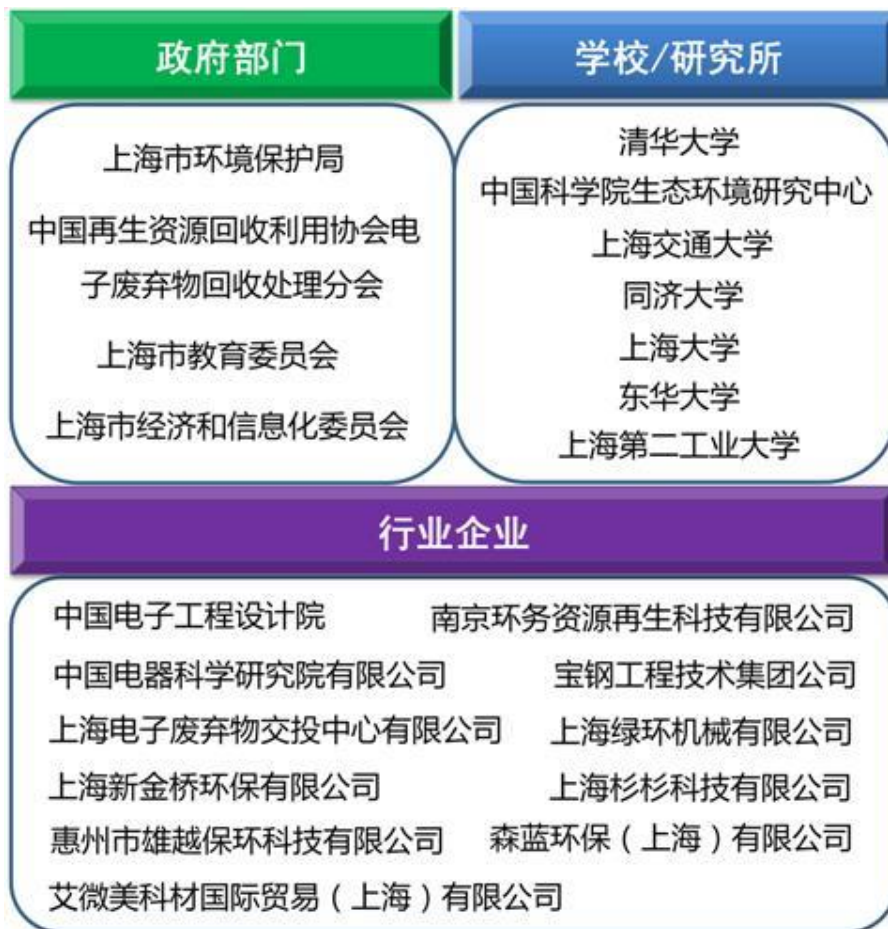 政府部门
上海市环境保护局
中国再生资源回收利用协会电
子废弃物回收处理分会
上海市教育委员会
上海市经济和信息化委员会
学校/研究所
清华大学
中国科学院生态环境研究中心
上海交通大学
同济大学
上海大学
东华大学
上海第二工业大学
行业企业
中国电子工程设计院
南京环务资源再生科技有限公司
中国电器科学研究院有限公司
宝钢工程技术集团公司
上海电子废弃物交投中心有限公司
上海绿环机械有限公司
上海新金桥环保有限公司
上海杉杉科技有限公司
惠州市雄越保环科技有限公司
森蓝环保（上海）有限公司
艾微美科材国际贸易（上海）有限公司